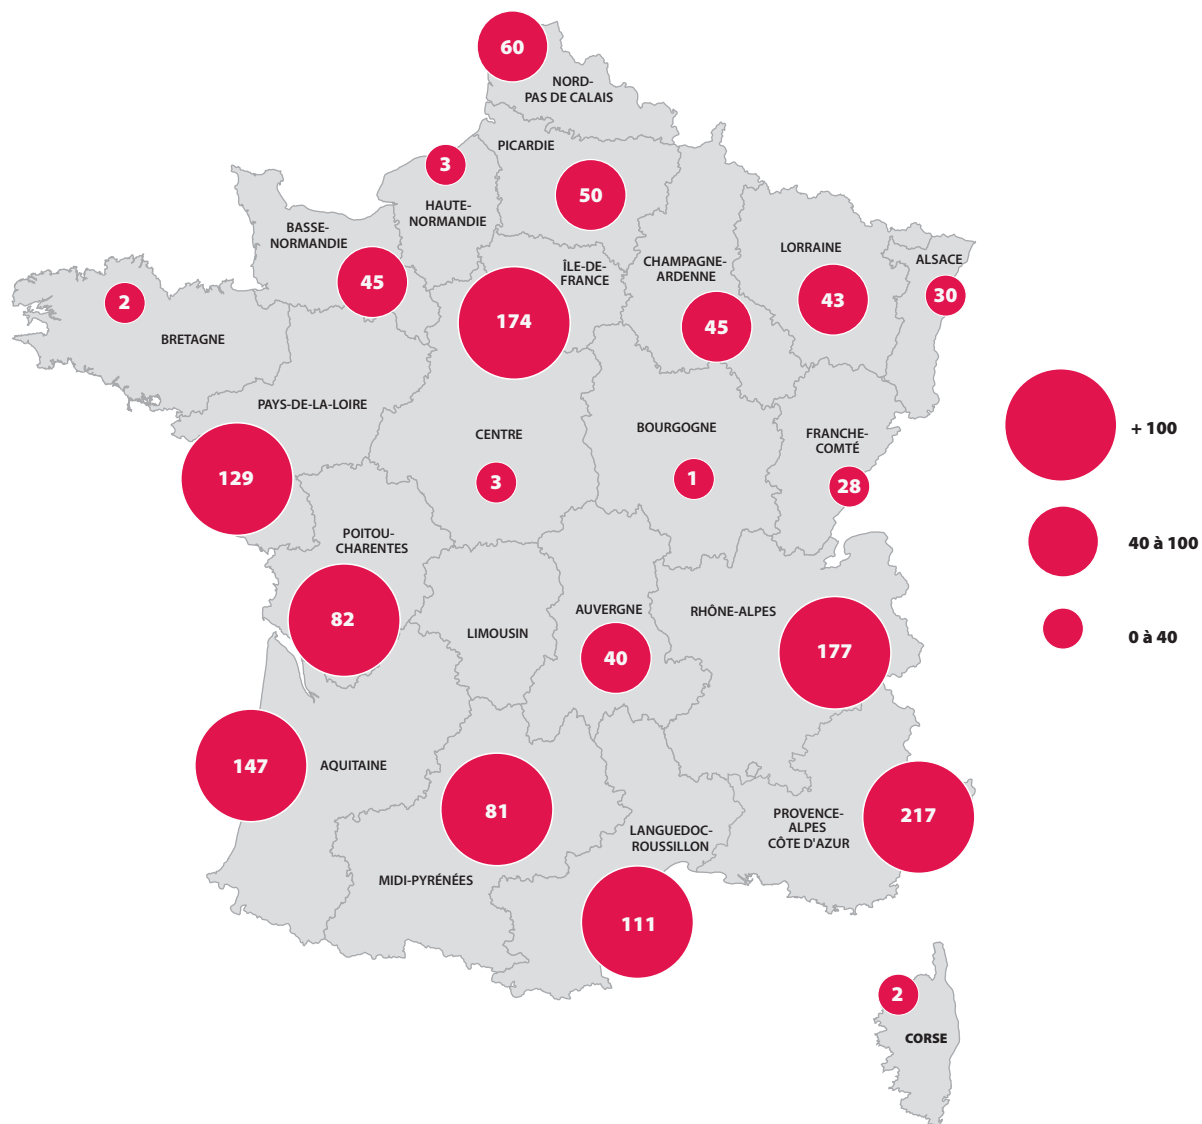 60
NORD-
PAS DE CALAIS
PICARDIE
3
50
HAUTE-
NORMANDIE
BASSE-
NORMANDIE
45
ÎLE-DE-
FRANCE
174
CHAMPAGNE-
ARDENNE
45
LORRAINE
43
ALSACE
30
2
BRETAGNE
PAYS-DE-LA-LOIRE
129
CENTRE
3
BOURGOGNE
1
FRANCHE-
COMTÉ
28
POITOU-
CHARENTES
82
LIMOUSIN
AUVERGNE
40
RHÔNE-ALPES
177
147
AQUITAINE
81
MIDI-PYRÉNÉES
LANGUEDOC-
ROUSSILLON
111
PROVENCE-
ALPES
CÔTE D'AZUR
217
2
CORSE
+ 100
40 à 100
0 à 40